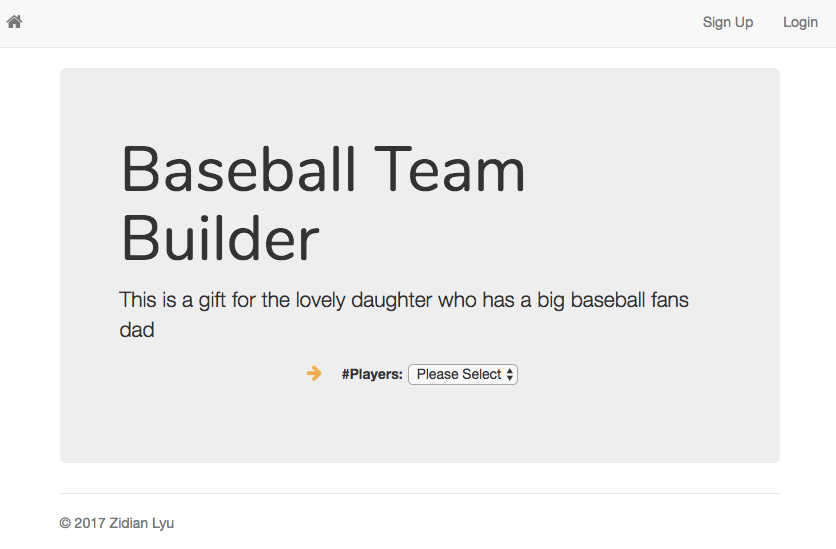 Sign Up Login
Baseball Team
Builder
This is a gift for the lovely daughter who has a big baseball fans
dad
#Players: Please Select
© 2017 Zidian Lyu